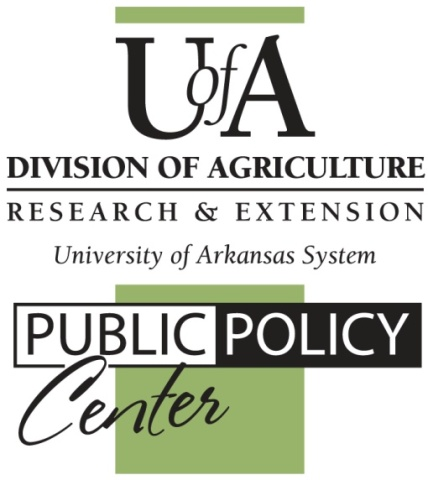 UofA
DIVISION OF AGRICULTURE
RESEARCH & EXTENSION
University of Arkansas System
PUBLIC POLICY
Center